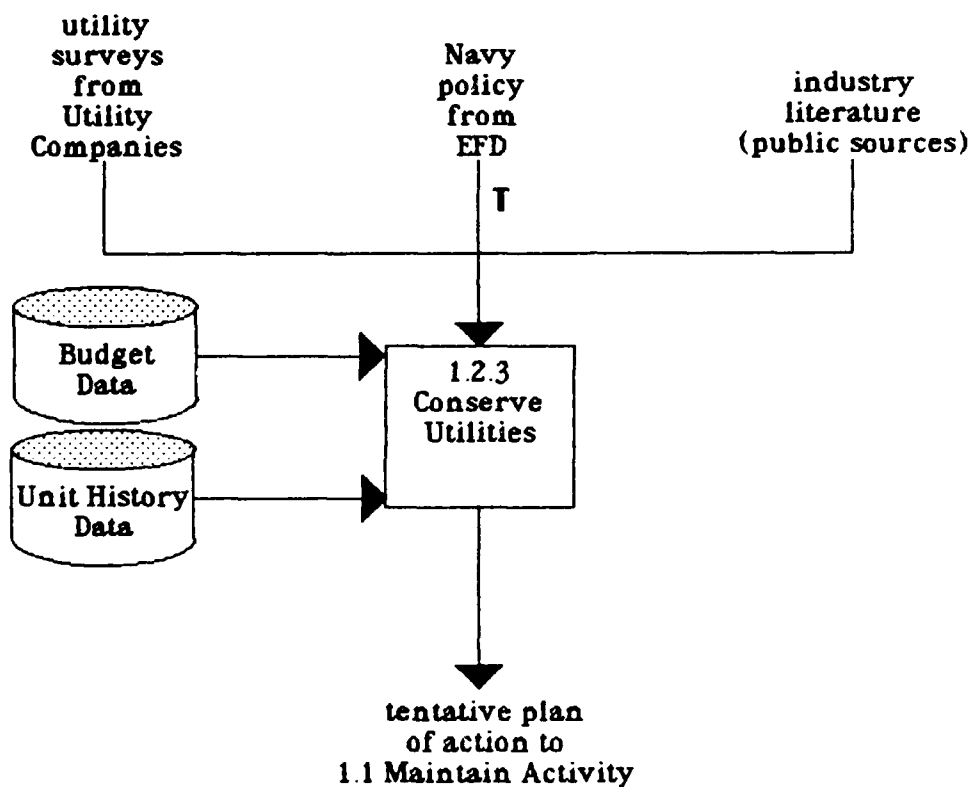 utility
surveys
from
Utility
Companies
Navy
policy
from
EFD
industry
literature
(public sources)
T
Budget
Data
1.2.3
Conserve
Utilities
Unit History
Data
tentative plan
of action to
1.1 Maintain Activity